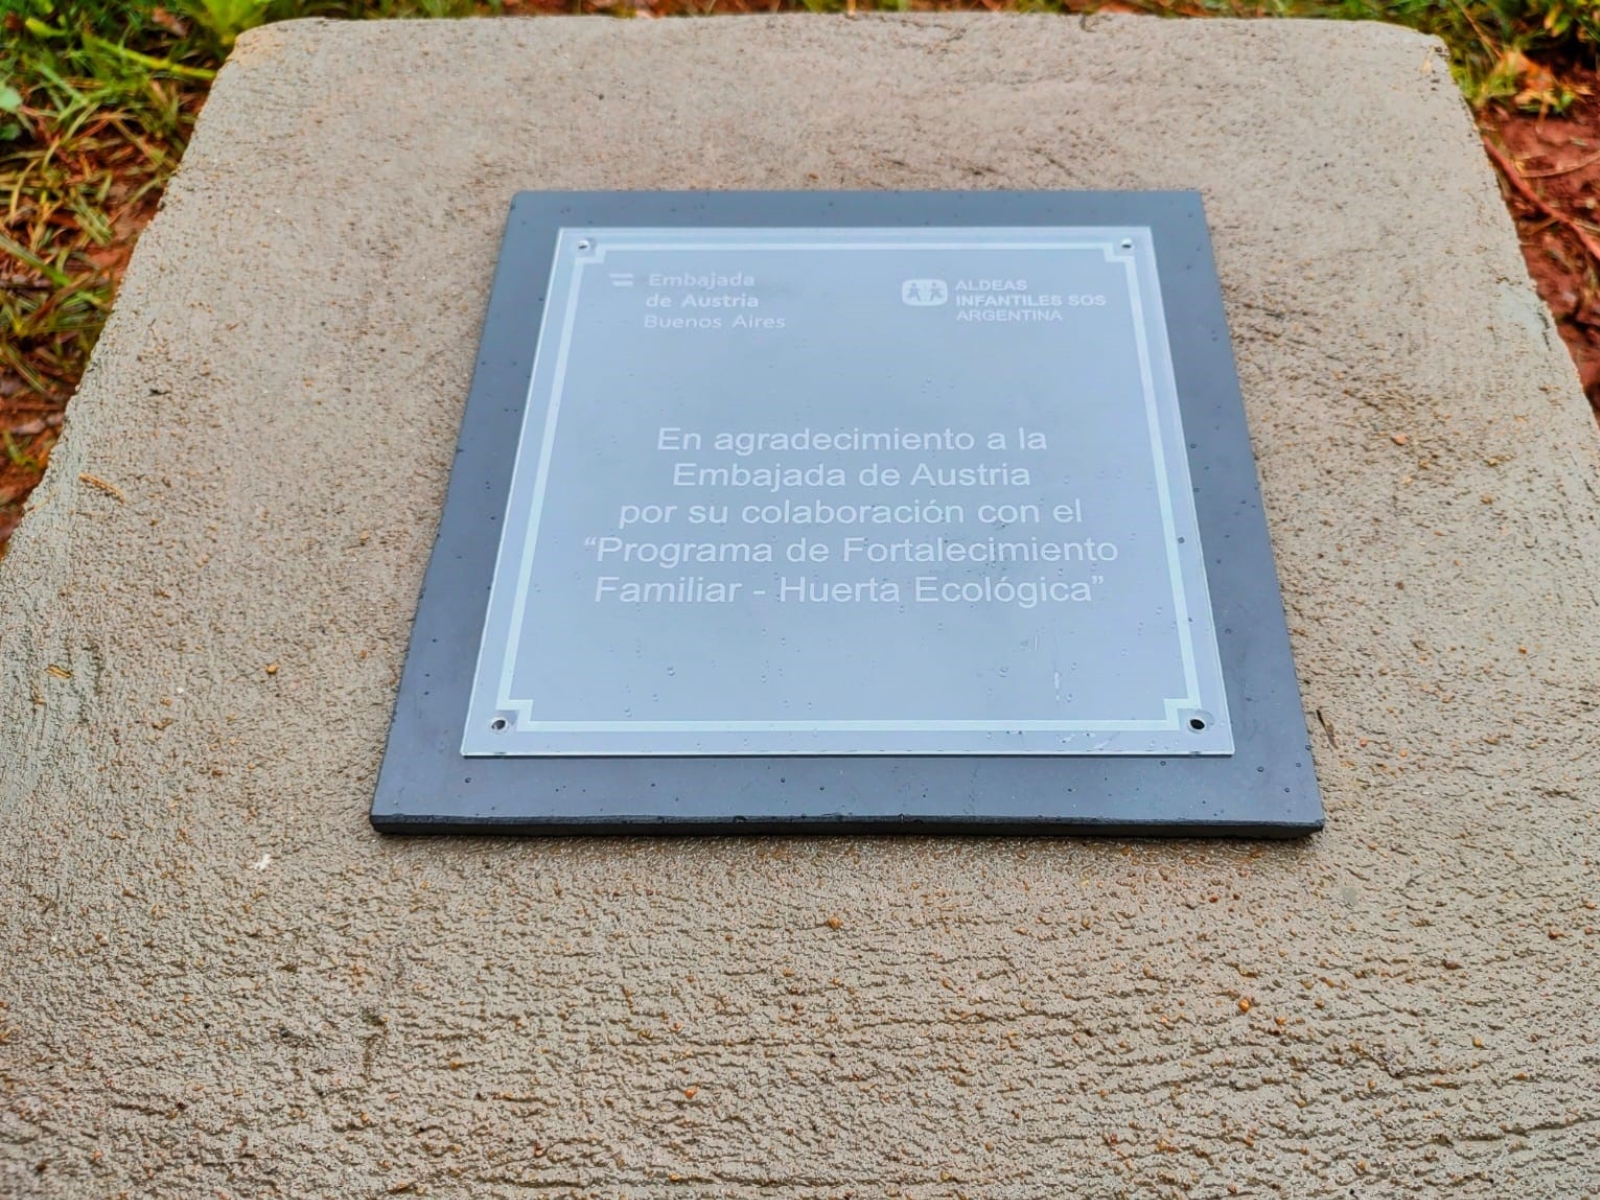 Embajada
de Austria
Buenos Aires
ALDEAS
INFANTILES SOS
ARGENTINA
En agradecimiento a la
Embajada de Austria
por su colaboración con el
“Programa de Fortalecimiento
Familiar - Huerta Ecológica”